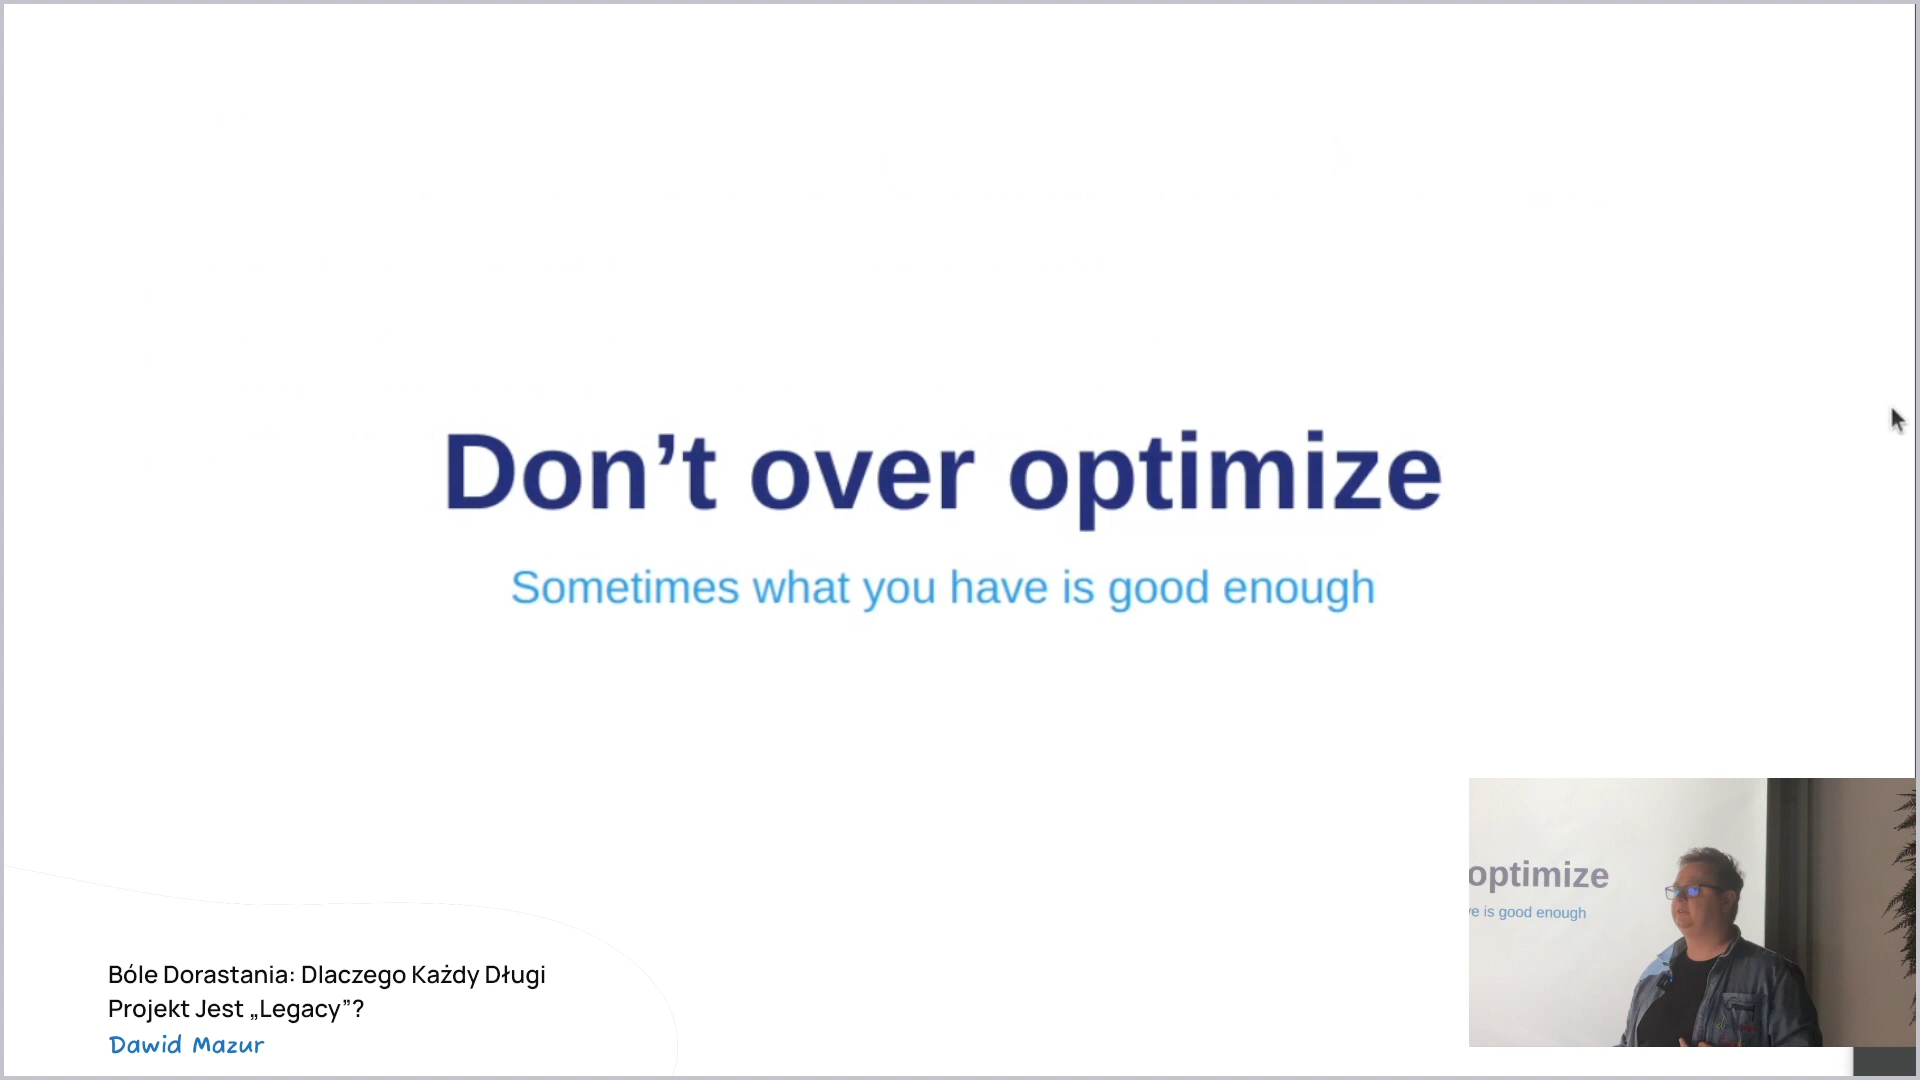 Don’t over optimize
Sometimes what you have is good enough
optimize
ve is good enough
Bóle Dorastania: Dlaczego Każdy Długi
Projekt Jest „Legacy”?
Dawid Mazur